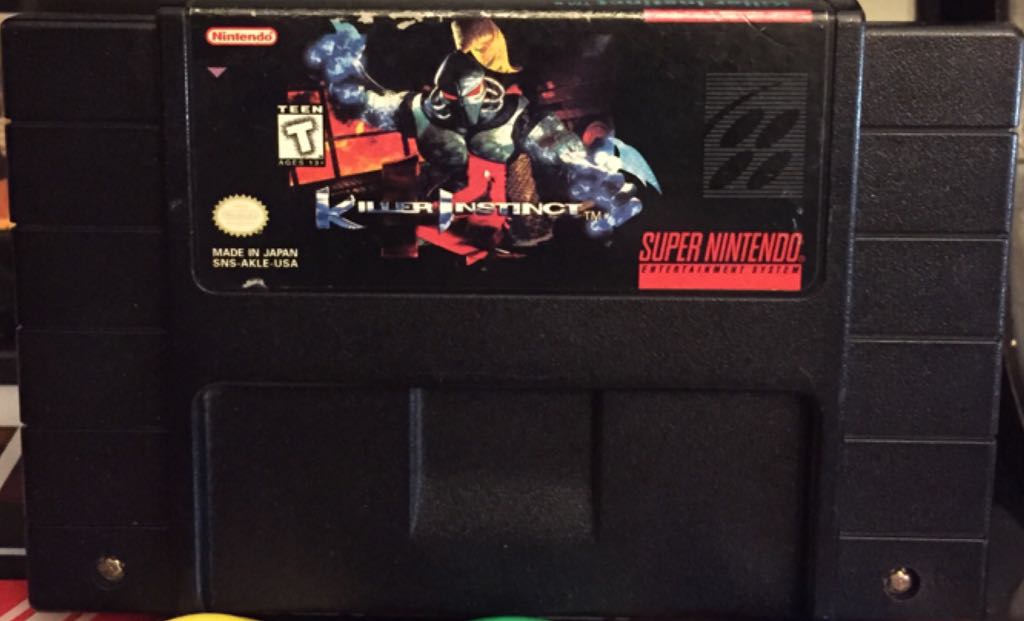 Nintendo
TEEN
T
AGES 13+
KILLER INSTINCT™
MADE IN JAPAN
SNS-AKLE-USA
SUPER NINTENDO®
ENTERTAINMENT SYSTEM